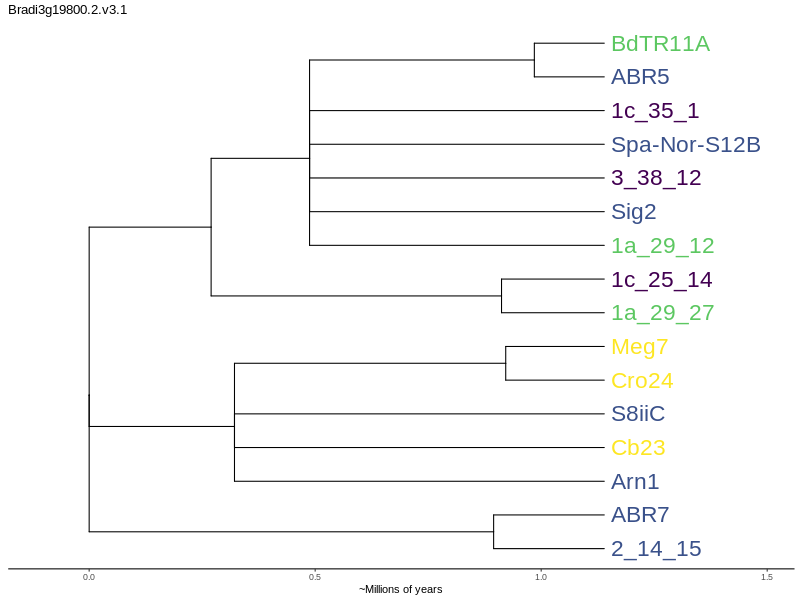 Bradi3g19800.2.v3.1
BdTR11A
ABR5
1c_35_1
Spa-Nor-S12B
3_38_12
Sig2
1a_29_12
1c_25_14
1a_29_27
Meg7
Cro24
S8iiC
Cb23
Arn1
ABR7
2_14_15
0.0 0.5 1.0 1.5
~Millions of years